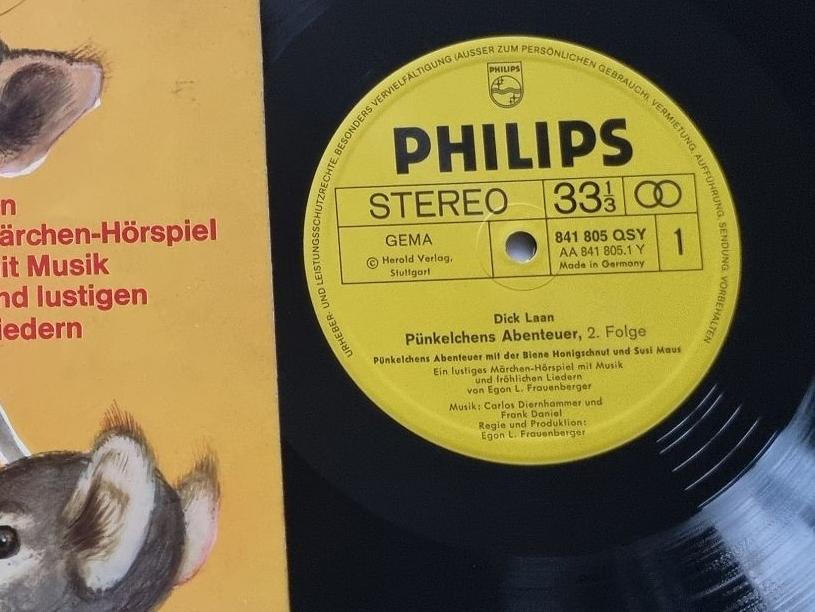 n
ärchen-Hörspiel
it Musik
nd lustigen
iedern
URHEBER- UND LEISTUNGSSCHUTZRECHTE, BESONDERS VERVIELFÄLTIGUNG (AUSSER ZUM PERSÖNLICHEN GEBRAUCH), VERMIETUNG, AUFFÜHRUNG, SENDUNG, VORBEHALTEN
PHILIPS
PHILIPS
STEREO 33⅓
GEMA
© Herold Verlag,
Stuttgart
841 805 QSY
AA 841 805.1 Y
Made in Germany
1
Dick Laan
Pünkelchens Abenteuer, 2. Folge
Pünkelchens Abenteuer mit der Biene Honigschnut und Susi Maus
Ein lustiges Märchen-Hörspiel mit Musik
und fröhlichen Liedern
von Egon L. Frauenberger
Musik: Carlos Diernhammer und
Frank Daniel
Regie und Produktion:
Egon L. Frauenberger